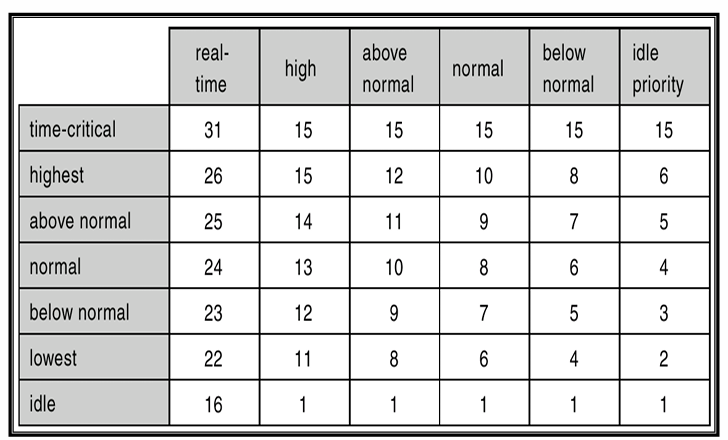 real-time high above normal normal below normal idle priority
time-critical 31 15 15 15 15 15
highest 26 15 12 10 8 6
above normal 25 14 11 9 7 5
normal 24 13 10 8 6 4
below normal 23 12 9 7 5 3
lowest 22 11 8 6 4 2
idle 16 1 1 1 1 1